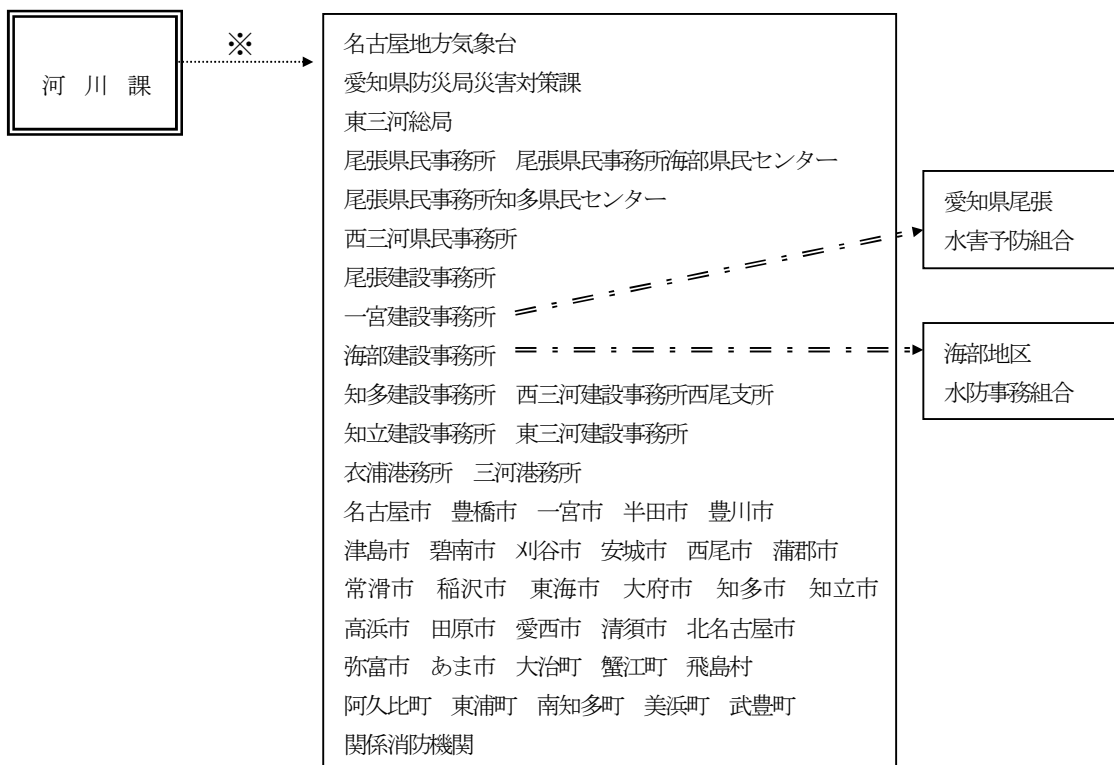 河 川 課
※
名古屋地方気象台
愛知県防災局災害対策課
東三河総局
尾張県民事務所　尾張県民事務所海部県民センター
尾張県民事務所知多県民センター
西三河県民事務所
尾張建設事務所
一宮建設事務所
海部建設事務所
知多建設事務所　西三河建設事務所西尾支所
知立建設事務所　東三河建設事務所
衣浦港務所　三河港務所
名古屋市　豊橋市　一宮市　半田市　豊川市
津島市　碧南市　刈谷市　安城市　西尾市　蒲郡市
常滑市　稲沢市　東海市　大府市　知多市　知立市
高浜市　田原市　愛西市　清須市　北名古屋市
弥富市　あま市　大治町　蟹江町　飛島村
阿久比町　東浦町　南知多町　美浜町　武豊町
関係消防機関
愛知県尾張
水害予防組合
海部地区
水防事務組合